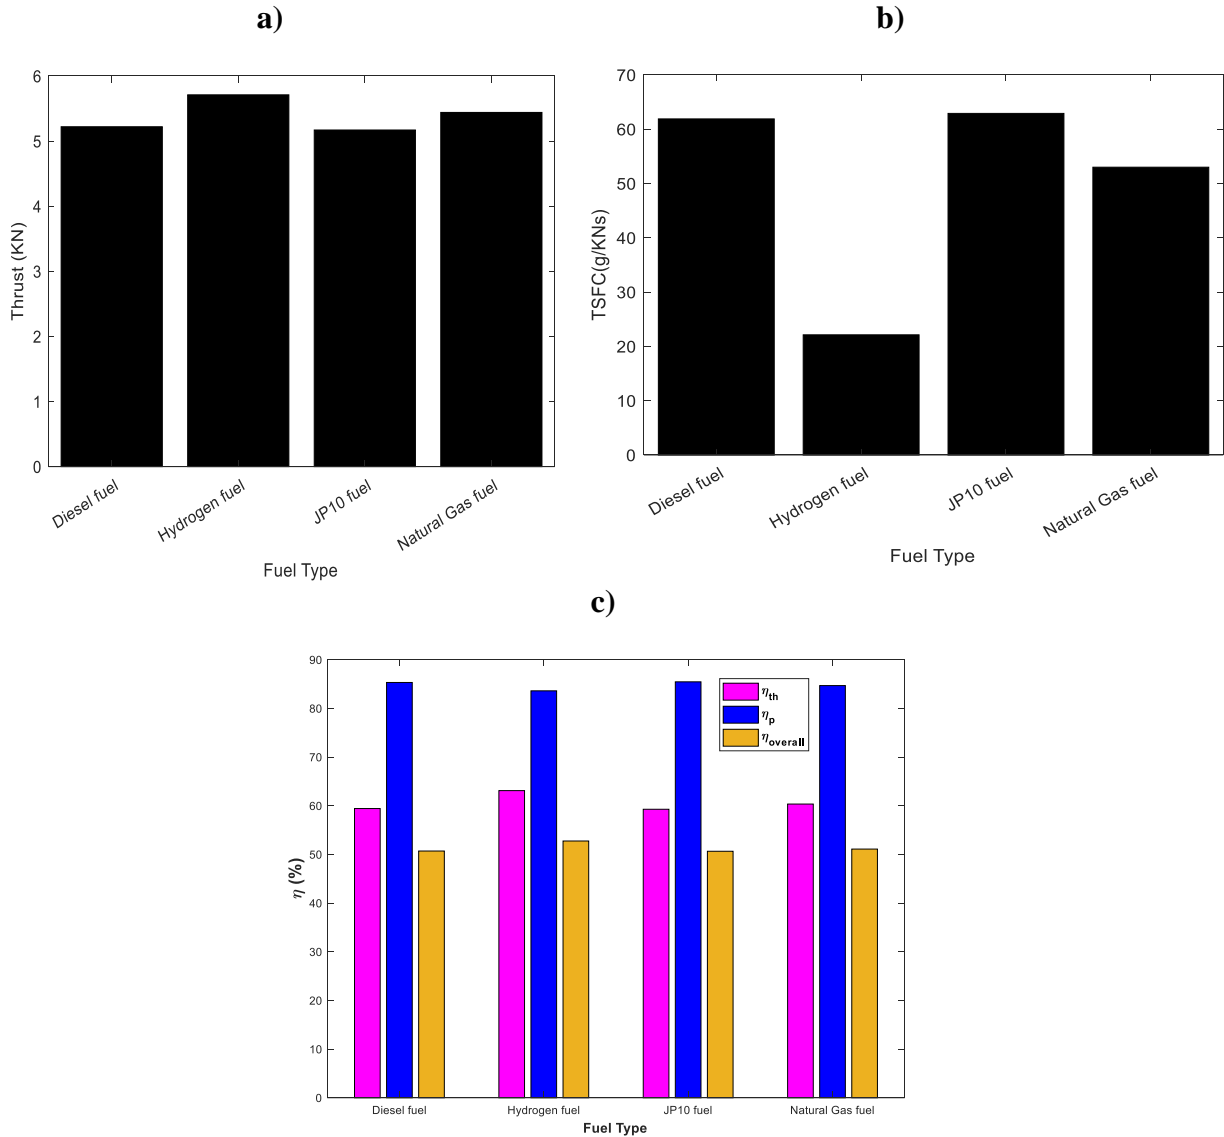 a)
6
5
4
3
2
1
0
Thrust (KN)
Diesel fuel
Hydrogen fuel
JP10 fuel
Natural Gas fuel
Fuel Type
b)
70
60
50
40
30
20
10
0
TSFC(g/KNs)
Diesel fuel
Hydrogen fuel
JP10 fuel
Natural Gas fuel
Fuel Type
c)
90
80
70
60
50
40
30
20
10
0
η (%)
η_th
η_p
η_overall
Diesel fuel
Hydrogen fuel
JP10 fuel
Natural Gas fuel
Fuel Type